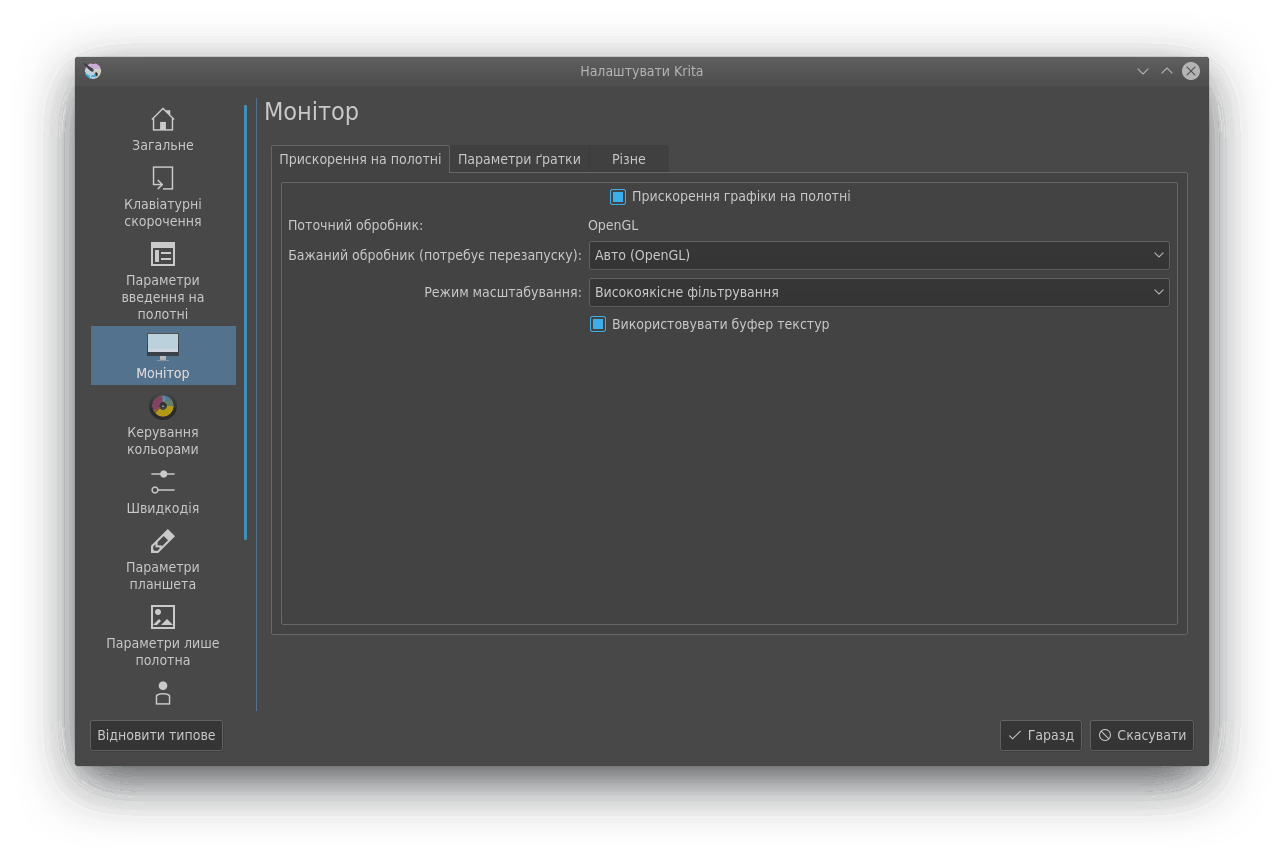 Налаштувати Krita
Загальне
Клавіатурні
скорочення
Параметри
введення на
полотні
Монітор
Керування
кольорами
Швидкодія
Параметри
планшета
Параметри лише
полотна
Монітор
Прискорення на полотні
Параметри ґратки
Різне
Прискорення графіки на полотні
Поточний обробник: OpenGL
Бажаний обробник (потребує перезапуску): Авто (OpenGL)
Режим масштабування: Високоякісне фільтрування
Використовувати буфер текстур
Відновити типове
Гаразд
Скасувати